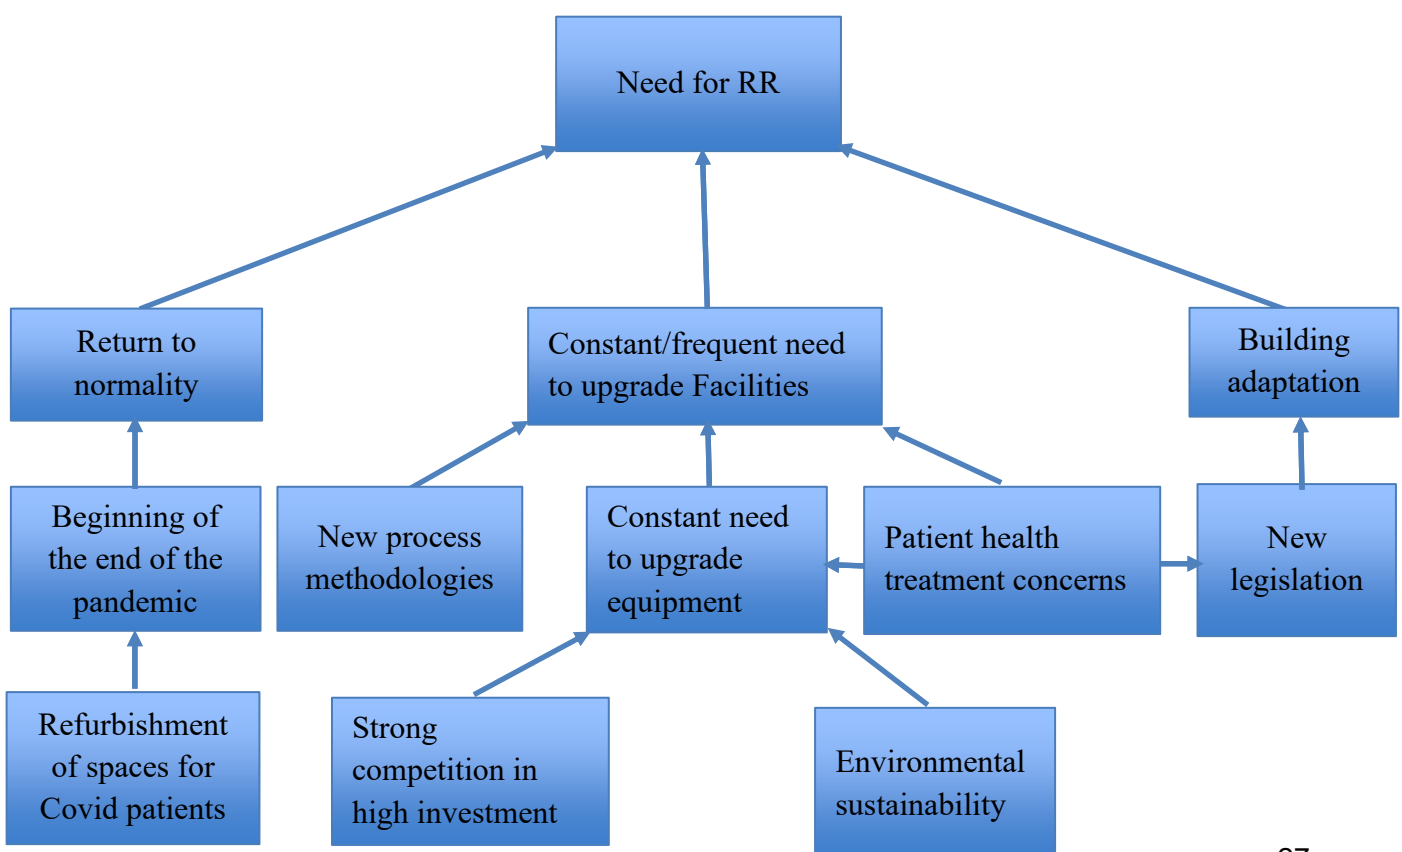 Need for RR
Return to
normality
Constant/frequent need
to upgrade Facilities
Building
adaptation
Beginning of
the end of the
pandemic
New process
methodologies
Constant need
to upgrade
equipment
Patient health
treatment concerns
New
legislation
Refurbishment
of spaces for
Covid patients
Strong
competition in
high investment
Environmental
sustainability